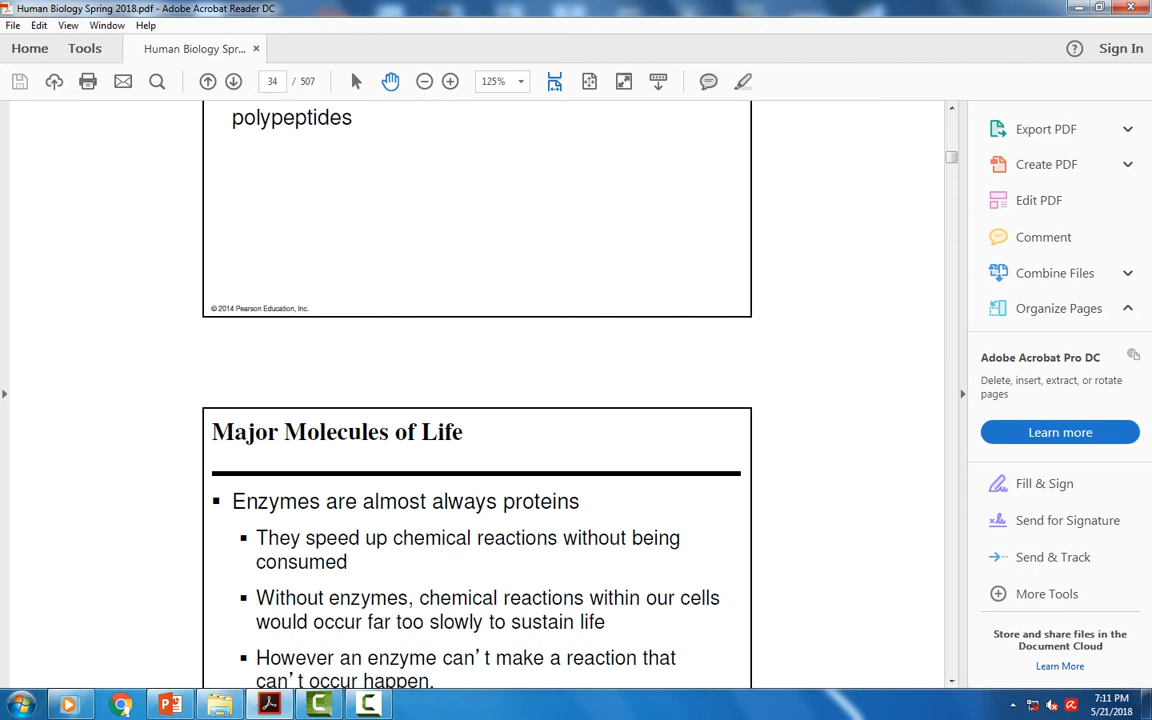 Human Biology Spring 2018.pdf - Adobe Acrobat Reader DC
File Edit View Window Help
Home Tools Human Biology Spr... × Sign In
34 / 507 125%
polypeptides
© 2014 Pearson Education, Inc.
Major Molecules of Life
▪ Enzymes are almost always proteins
▪ They speed up chemical reactions without being
consumed
▪ Without enzymes, chemical reactions within our cells
would occur far too slowly to sustain life
▪ However an enzyme can’t make a reaction that
can’t occur happen.
Export PDF
Create PDF
Edit PDF
Comment
Combine Files
Organize Pages
Adobe Acrobat Pro DC
Delete, insert, extract, or rotate
pages
Learn more
Fill & Sign
Send for Signature
Send & Track
More Tools
Store and share files in the
Document Cloud
Learn More
7:11 PM
5/21/2018